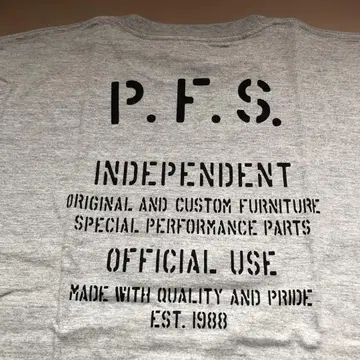 P.F.S.
INDEPENDENT
ORIGINAL AND CUSTOM FURNITURE
SPECIAL PERFORMANCE PARTS
OFFICIAL USE
MADE WITH QUALITY AND PRIDE
EST. 1988